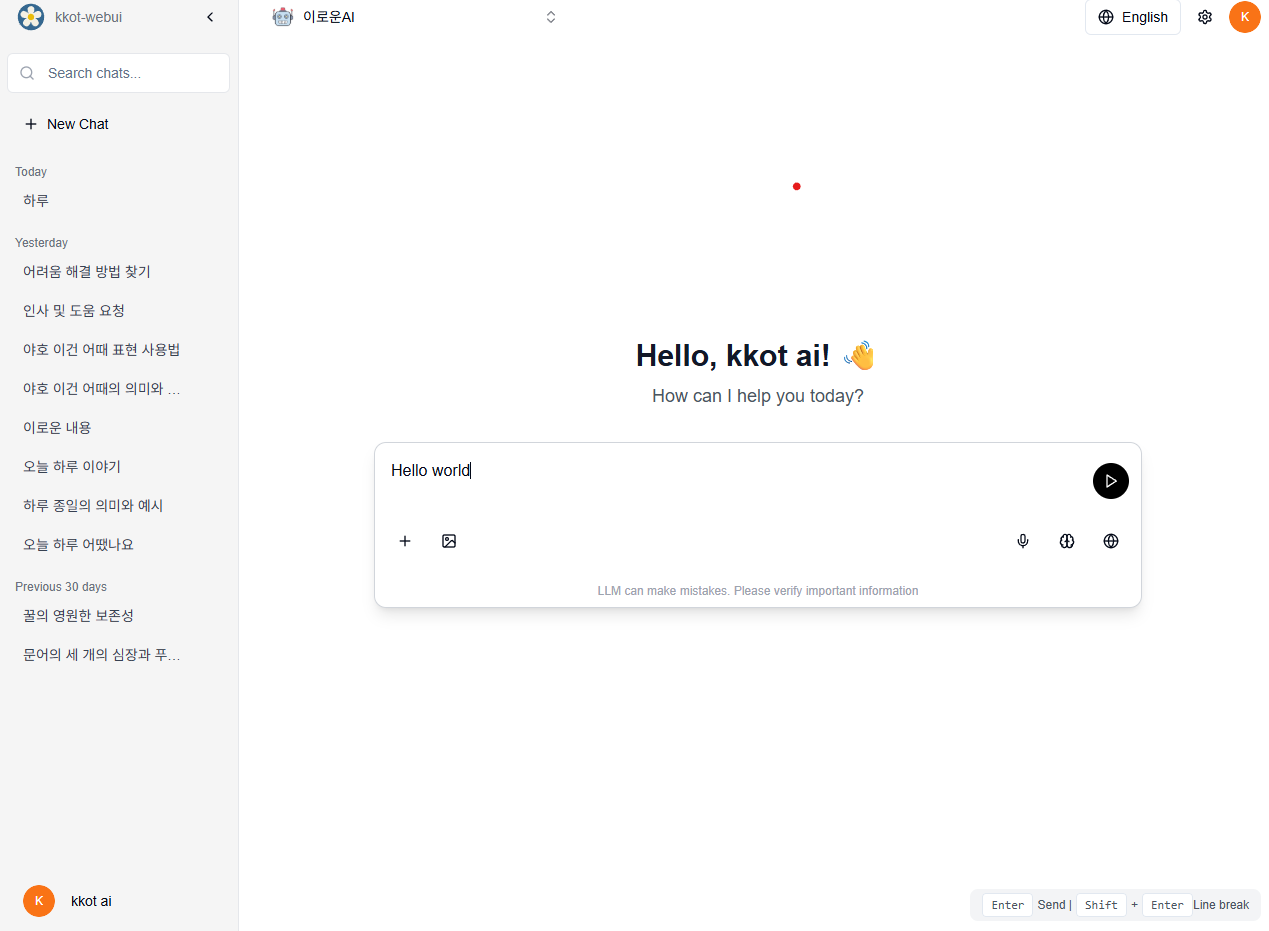 kkot-webui
이로운AI
English
K
Search chats...
New Chat
Today
하루
Yesterday
어려움 해결 방법 찾기
인사 및 도움 요청
야호 이건 어때 표현 사용법
야호 이건 어때의 의미와 ...
이로운 내용
오늘 하루 이야기
하루 종일의 의미와 예시
오늘 하루 어땠나요
Previous 30 days
꿀의 영원한 보존성
문어의 세 개의 심장과 푸...
K kkot ai
Hello, kkot ai! 👋
How can I help you today?
Hello world
LLM can make mistakes. Please verify important information
Enter Send | Shift + Enter Line break